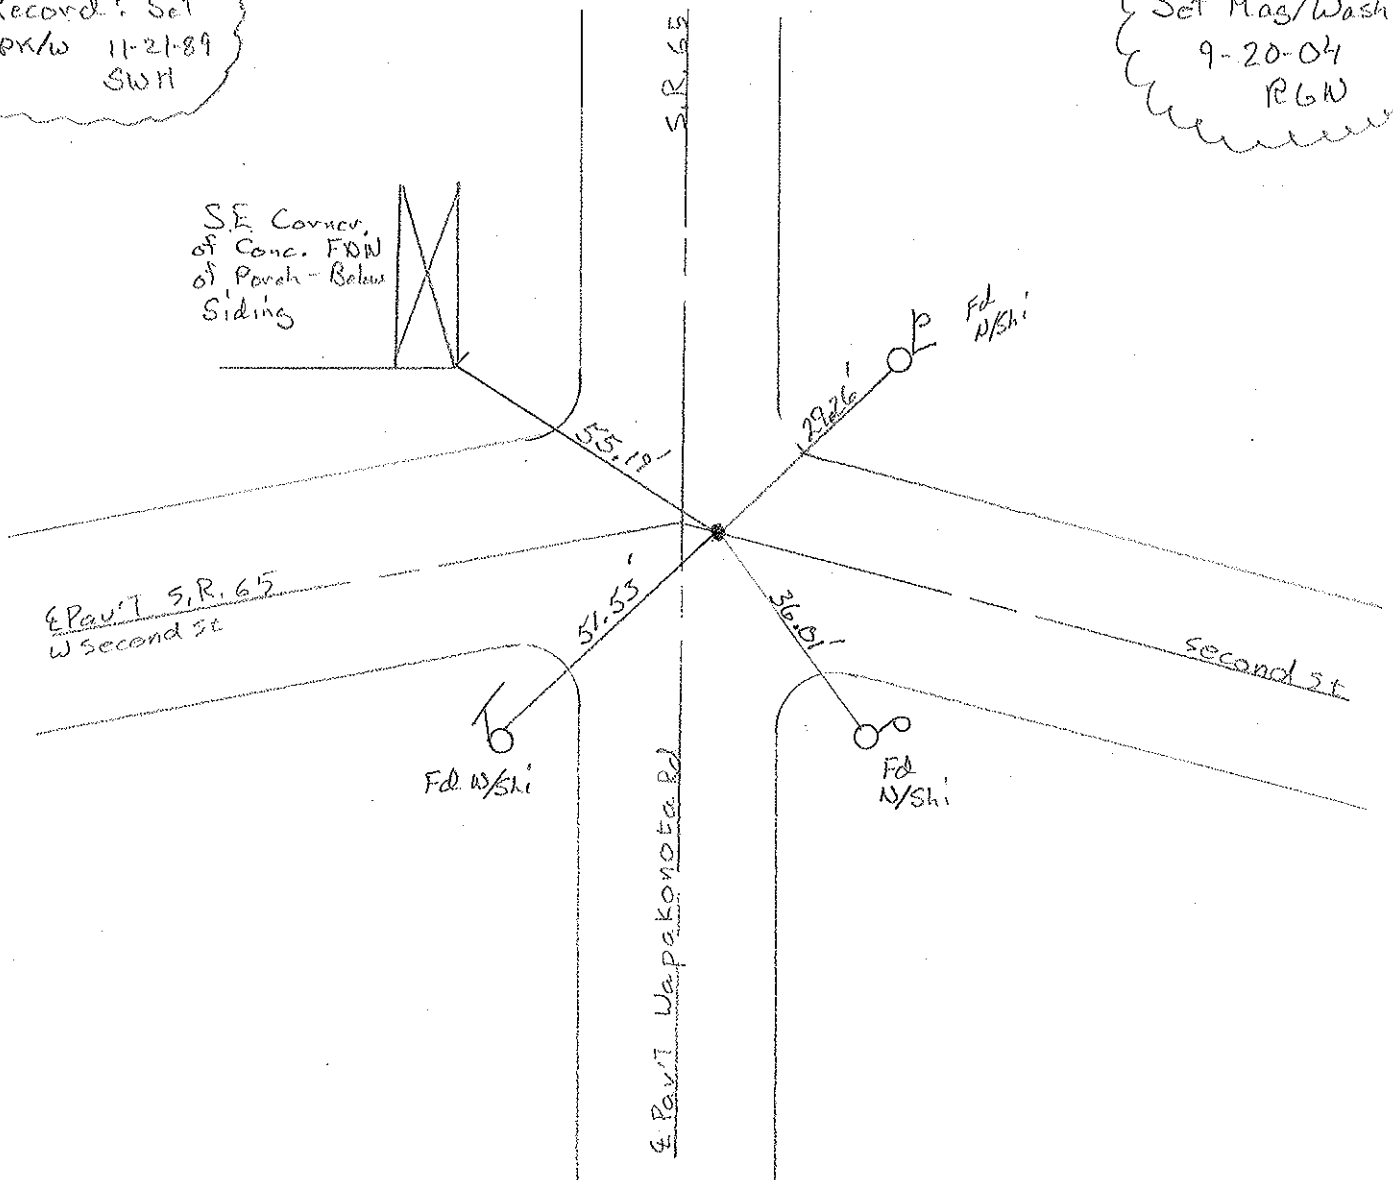 Record: Set
PK/W 11-21-89
SWH
Set Mag/Wash
9-20-04
RGN
S.R. 65
S.E. Corner.
of Conc. FDN
of Porch-Below
Siding
Fd
N/Shi
55.19'
29.26'
₵ Pav'T S.R. 65
W Second St
51.53'
36.01'
Second St
Fd N/Shi
Fd
N/Shi
₵ Pav'T Wapakoneta Rd